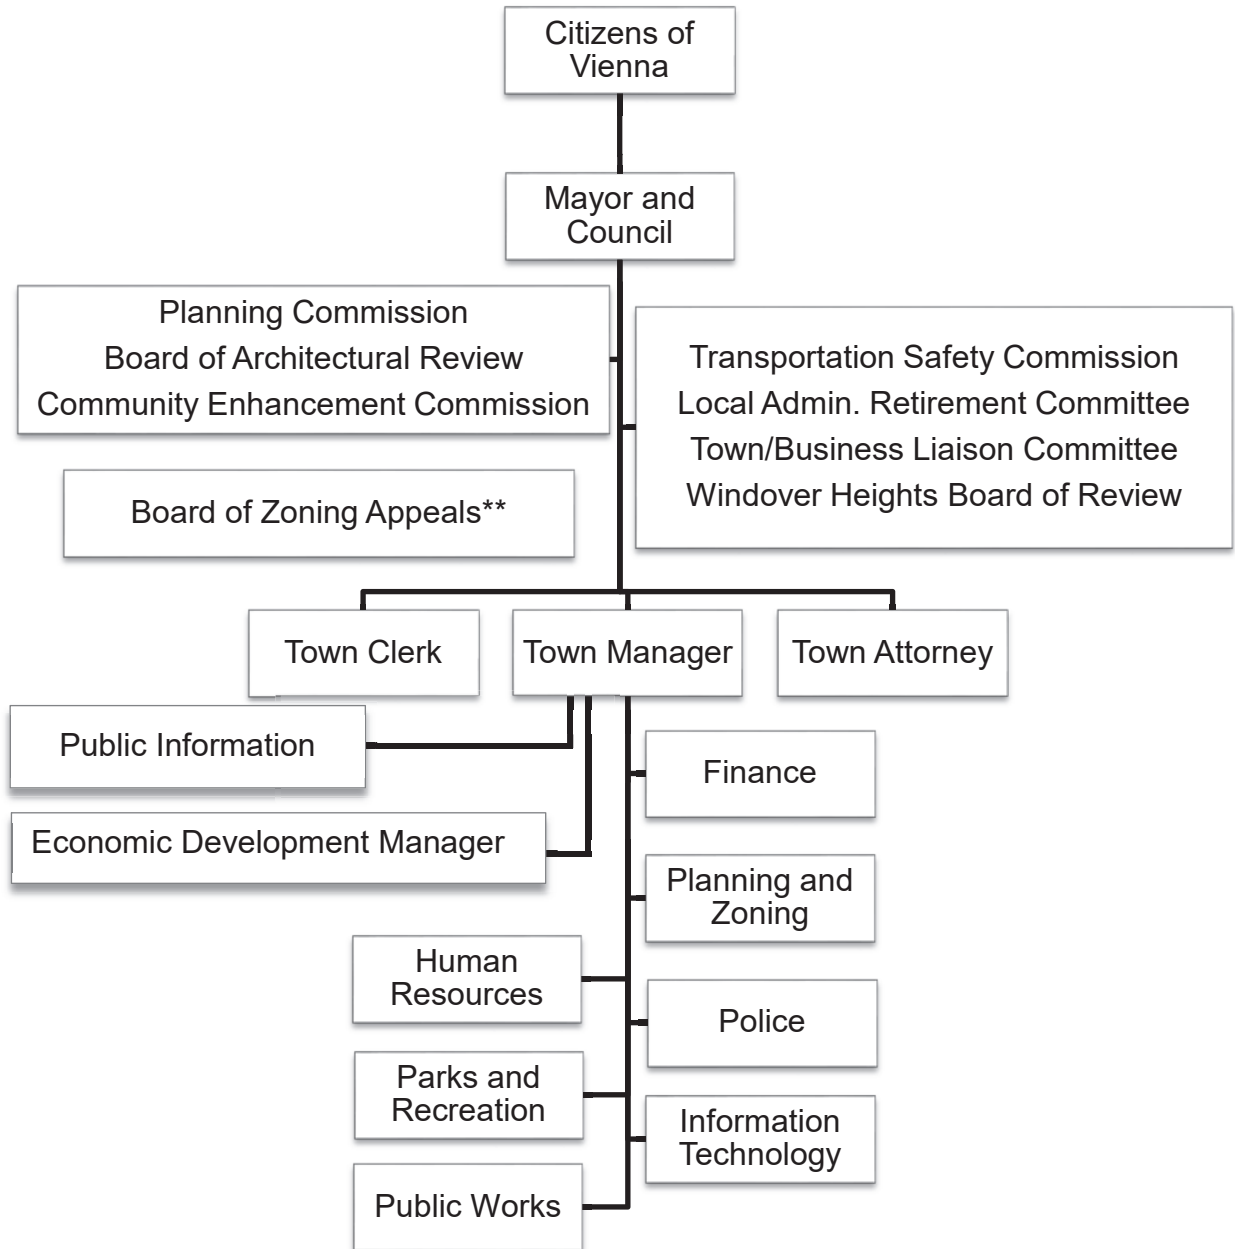 Citizens of
Vienna
Mayor and
Council
Planning Commission
Board of Architectural Review
Community Enhancement Commission
Transportation Safety Commission
Local Admin. Retirement Committee
Town/Business Liaison Committee
Windover Heights Board of Review
Board of Zoning Appeals**
Town Clerk
Town Manager
Town Attorney
Public Information
Finance
Economic Development Manager
Planning and
Zoning
Human
Resources
Police
Parks and
Recreation
Information
Technology
Public Works